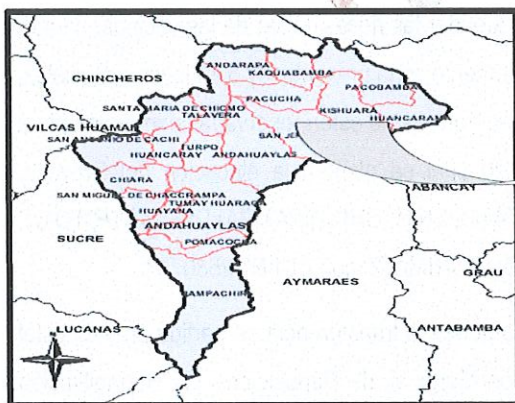 ANDARAPA
KAQUIABAMBA
CHINCHEROS
PACOBAMBA
PACUCHA
SANTA MARIA DE CHICMO
KISHUARA
TALAVERA
HUANCARAMA
VILCAS HUAMAN
SAN JE
SAN ANTONIO DE CACHI
TURPO
HUANCARAY
ANDAHUAYLAS
CHIARA
ABANCAY
SAN MIGUEL DE CHACCRAMPA
TUMAY HUARACA
HUAYANA
SUCRE
ANDAHUAYLAS
POMACOCHA
GRAU
AYMARAES
PAMPACHIRI
LUCANAS
ANTABAMBA